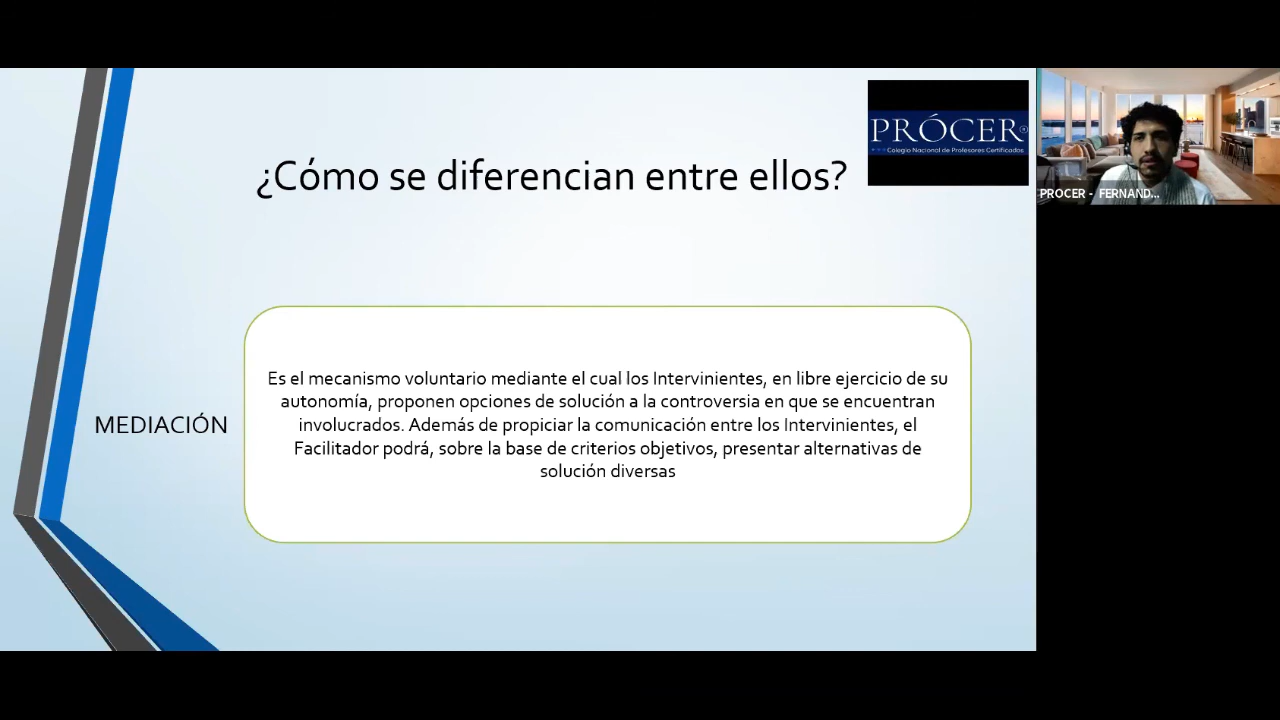 ¿Cómo se diferencian entre ellos?
PRÓCER®
Colegio Nacional de Profesores Certificados
PROCER - FERNAND...
MEDIACIÓN
Es el mecanismo voluntario mediante el cual los Intervinientes, en libre ejercicio de su
autonomía, proponen opciones de solución a la controversia en que se encuentran
involucrados. Además de propiciar la comunicación entre los Intervinientes, el
Facilitador podrá, sobre la base de criterios objetivos, presentar alternativas de
solución diversas